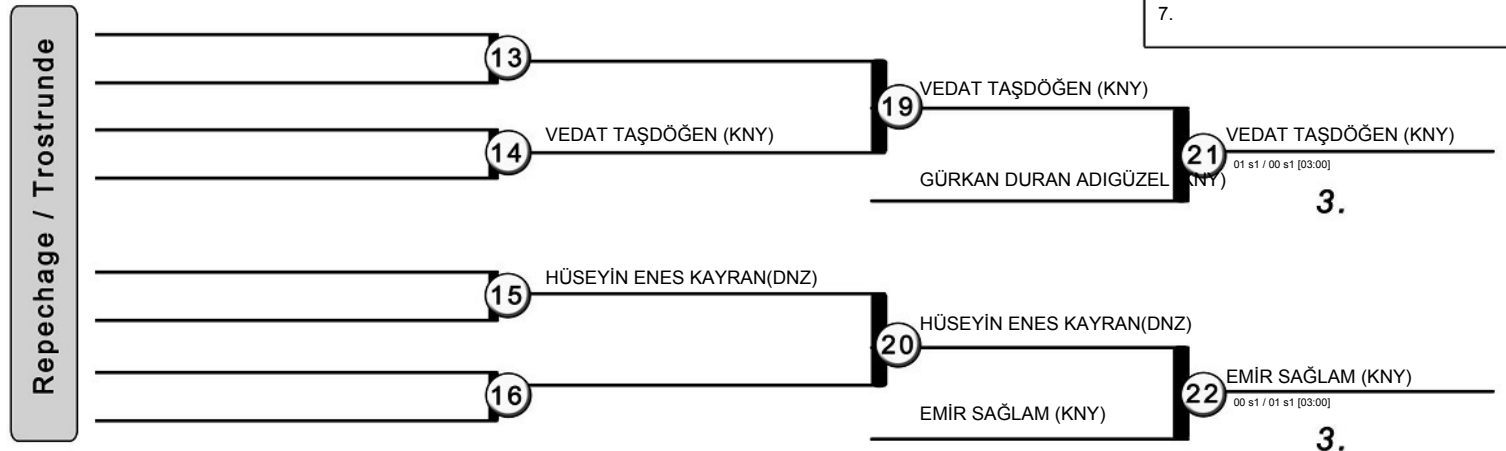 7.
Repechage / Trostrunde
13
19
VEDAT TAŞDÖĞEN (KNY)
14
VEDAT TAŞDÖĞEN (KNY)
21
VEDAT TAŞDÖĞEN (KNY)
01 s1 / 00 s1 [03:00]
GÜRKAN DURAN ADIGÜZEL (KNY)
3.
15
HÜSEYİN ENES KAYRAN(DNZ)
20
HÜSEYİN ENES KAYRAN(DNZ)
16
22
EMİR SAĞLAM (KNY)
00 s1 / 01 s1 [03:00]
EMİR SAĞLAM (KNY)
3.